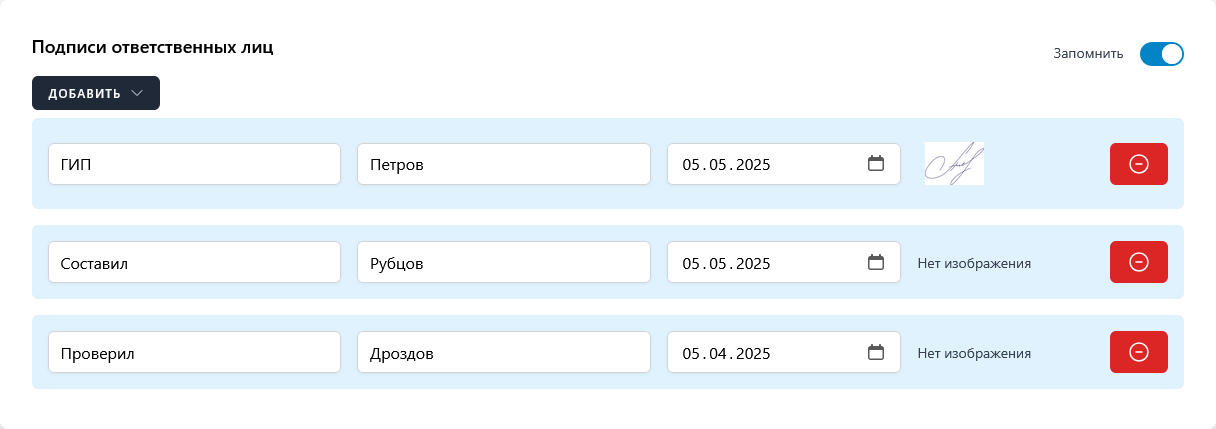 Подписи ответственных лиц
Запомнить
ДОБАВИТЬ
ГИП Петров 05.05.2025
Составил Рубцов 05.05.2025 Нет изображения
Проверил Дроздов 05.04.2025 Нет изображения